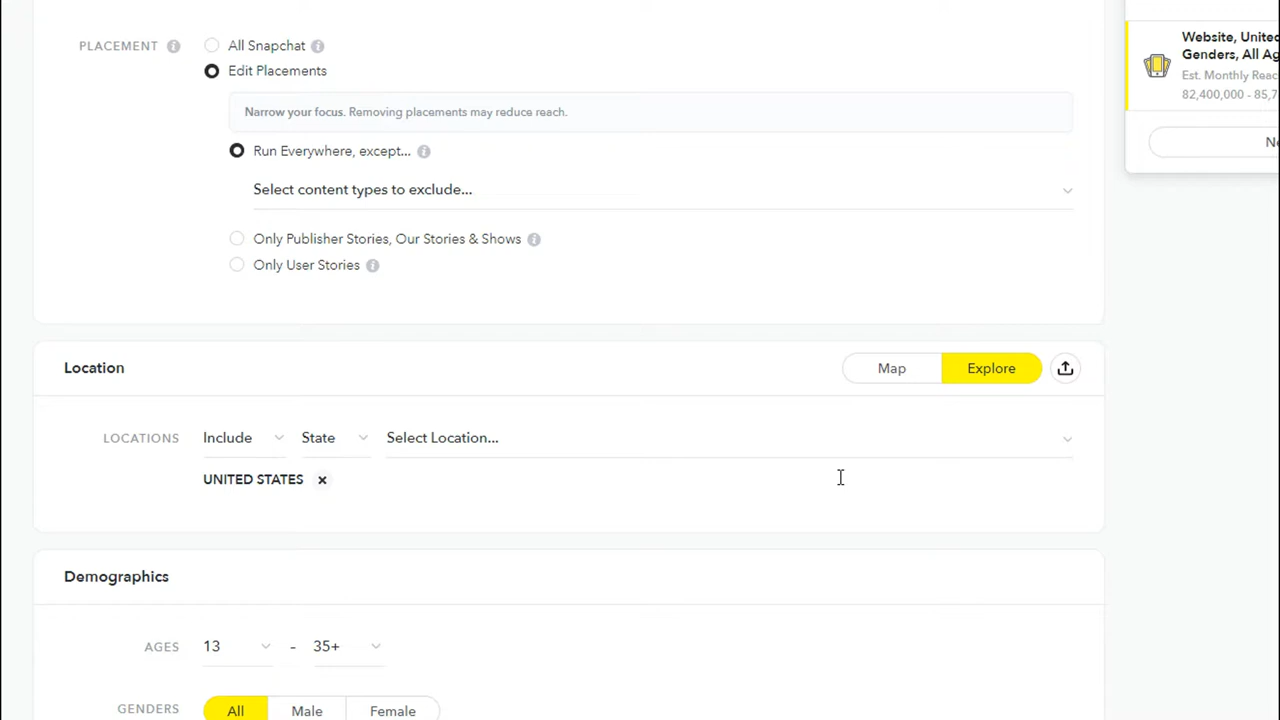 PLACEMENT
All Snapchat
Edit Placements
Narrow your focus. Removing placements may reduce reach.
Run Everywhere, except...
Select content types to exclude...
Only Publisher Stories, Our Stories & Shows
Only User Stories
Website, United
Genders, All Ag
Est. Monthly Reac
82,400,000 - 85,7
Ne
Location
Map
Explore
LOCATIONS
Include
State
Select Location...
UNITED STATES
Demographics
AGES
13 - 35+
GENDERS
All
Male
Female